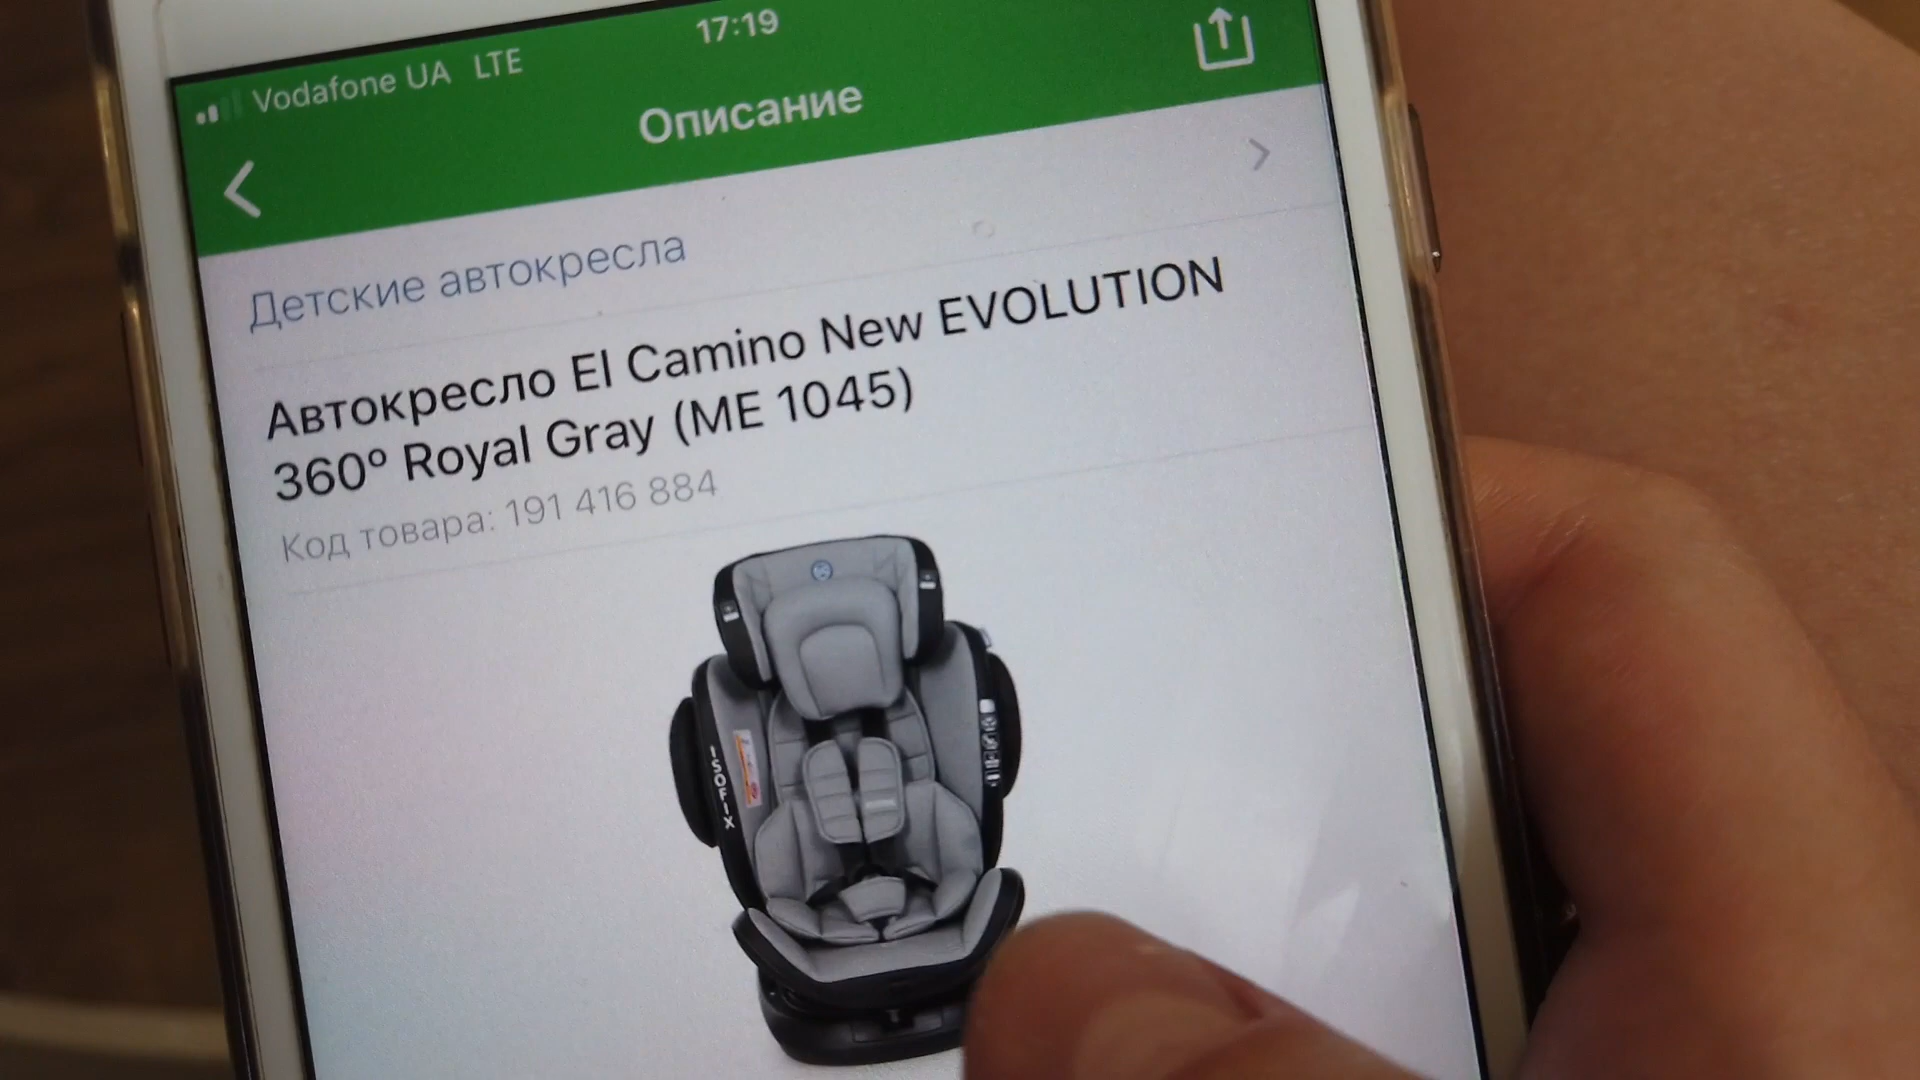 Vodafone UA LTE 17:19
Описание
Детские автокресла
Автокресло El Camino New EVOLUTION
360º Royal Gray (ME 1045)
Код товара: 191 416 884
ISOFIX